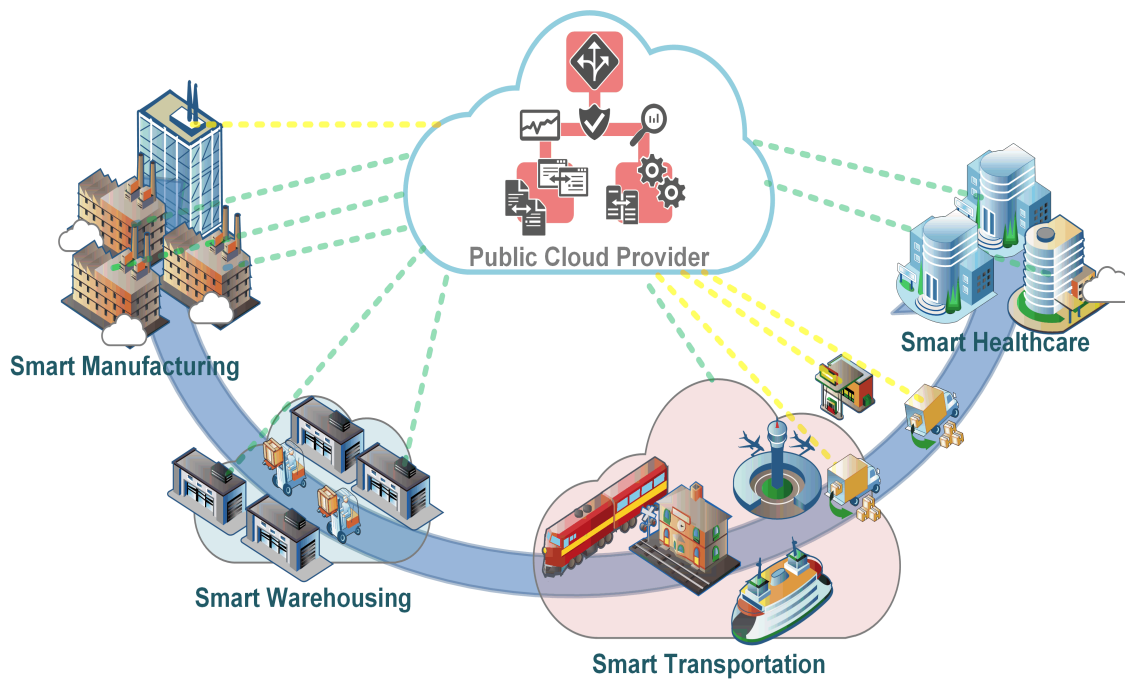 Public Cloud Provider
Smart Manufacturing
Smart Healthcare
Smart Warehousing
Smart Transportation